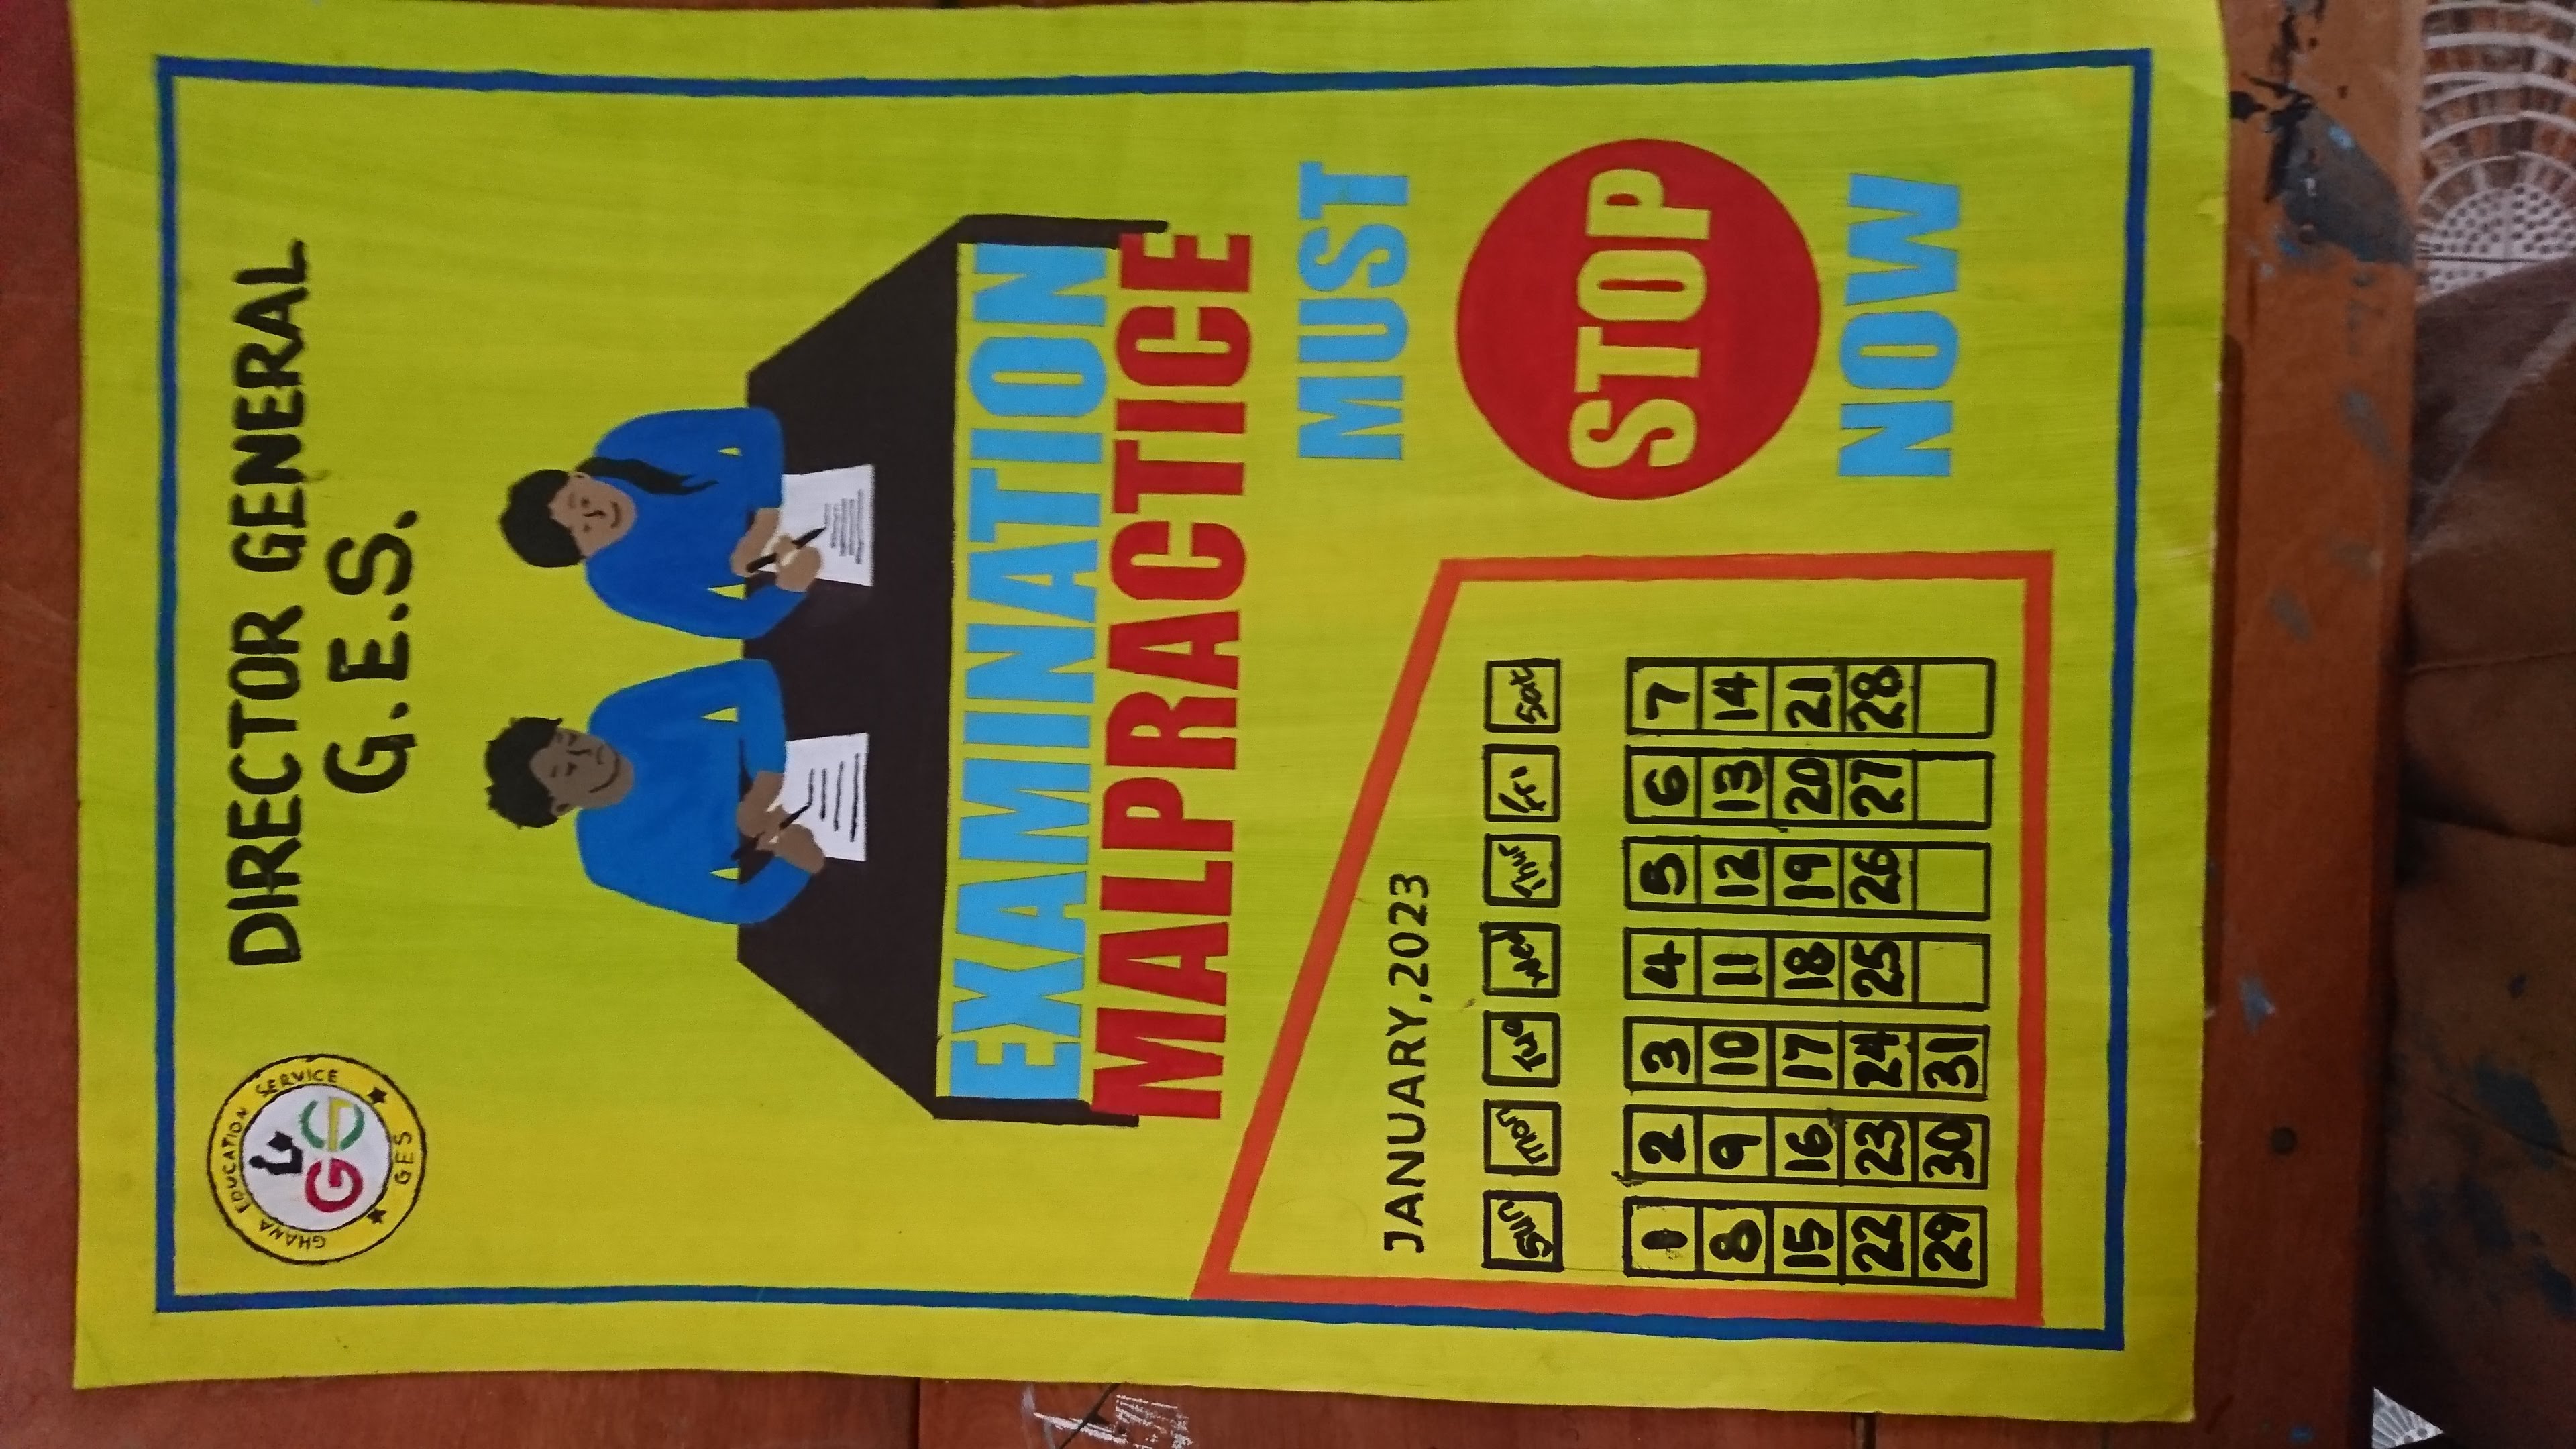 GHANA EDUCATION SERVICE
GES
GES
DIRECTOR GENERAL
G.E.S.
EXAMINATION
MALPRACTICE
MUST
STOP
NOW
JANUARY,2023
Sun Mon Tue Wed Thur Fri Sat
1 2 3 4 5 6 7
8 9 10 11 12 13 14
15 16 17 18 19 20 21
22 23 24 25 26 27 28
29 30 31